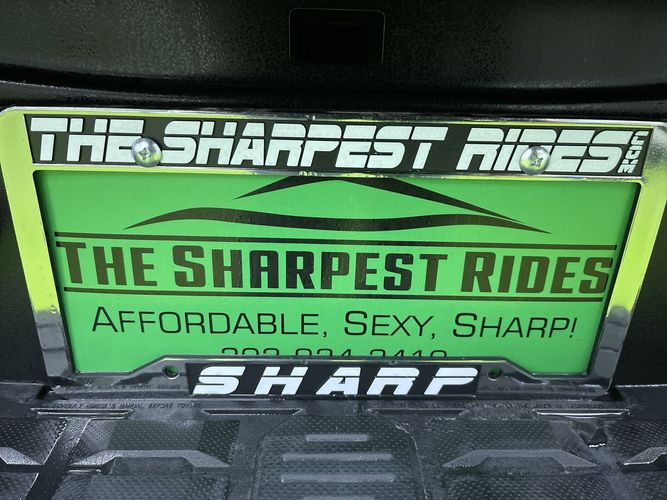 THE SHARPEST RIDES.COM
THE SHARPEST RIDES
AFFORDABLE, SEXY, SHARP!
SHARP